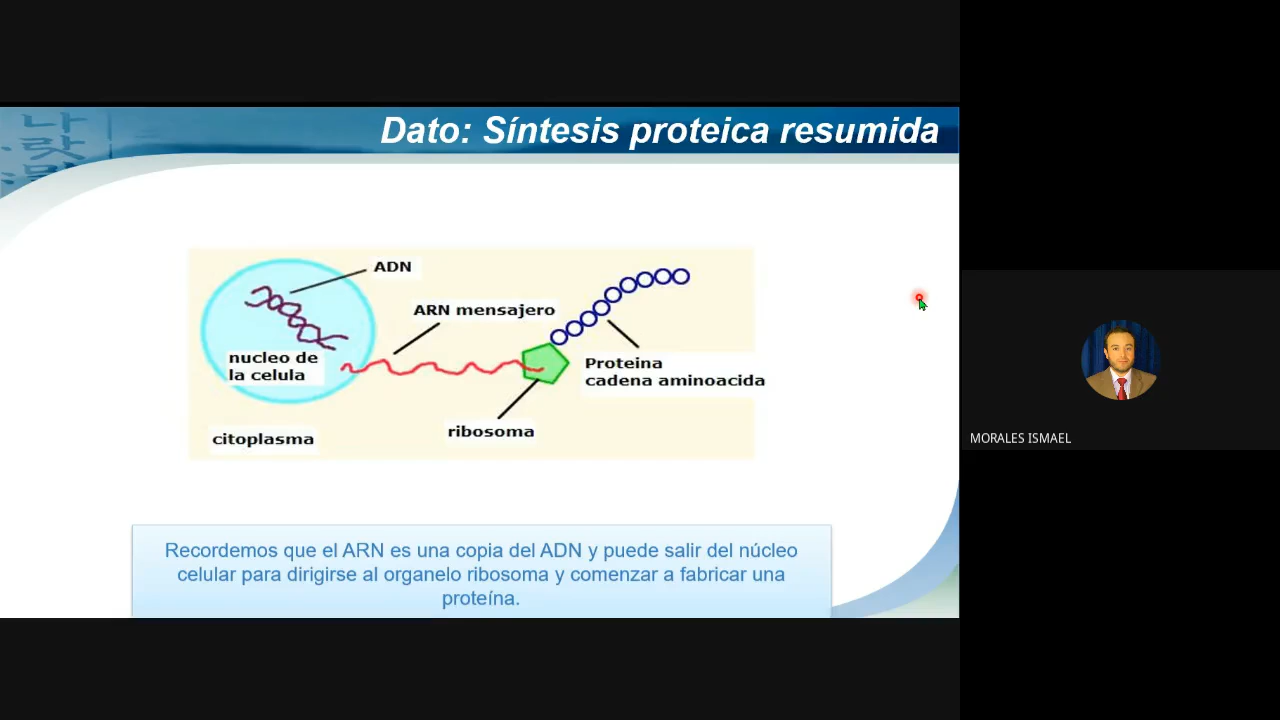 Dato: Síntesis proteica resumida
ADN
ARN mensajero
nucleo de
la celula
Proteina
cadena aminoacida
ribosoma
citoplasma
Recordemos que el ARN es una copia del ADN y puede salir del núcleo
celular para dirigirse al organelo ribosoma y comenzar a fabricar una
proteína.
MORALES ISMAEL